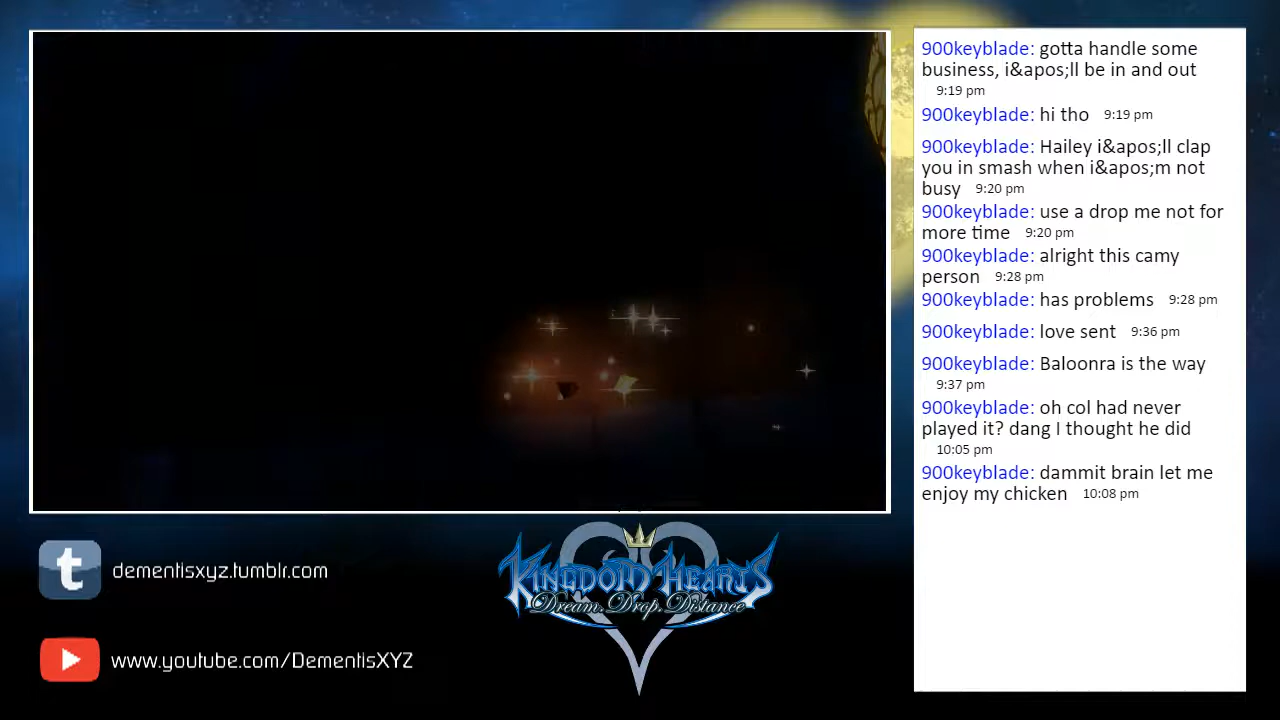 900keyblade: gotta handle some
business, i&apos;ll be in and out
9:19 pm
900keyblade: hi tho 9:19 pm
900keyblade: Hailey i&apos;ll clap
you in smash when i&apos;m not
busy 9:20 pm
900keyblade: use a drop me not for
more time 9:20 pm
900keyblade: alright this camy
person 9:28 pm
900keyblade: has problems 9:28 pm
900keyblade: love sent 9:36 pm
900keyblade: Baloonra is the way
9:37 pm
900keyblade: oh col had never
played it? dang I thought he did
10:05 pm
900keyblade: dammit brain let me
enjoy my chicken 10:08 pm
t dementisxyz.tumblr.com
www.youtube.com/DementisXYZ
KINGDOM HEARTS
Dream.Drop.Distance